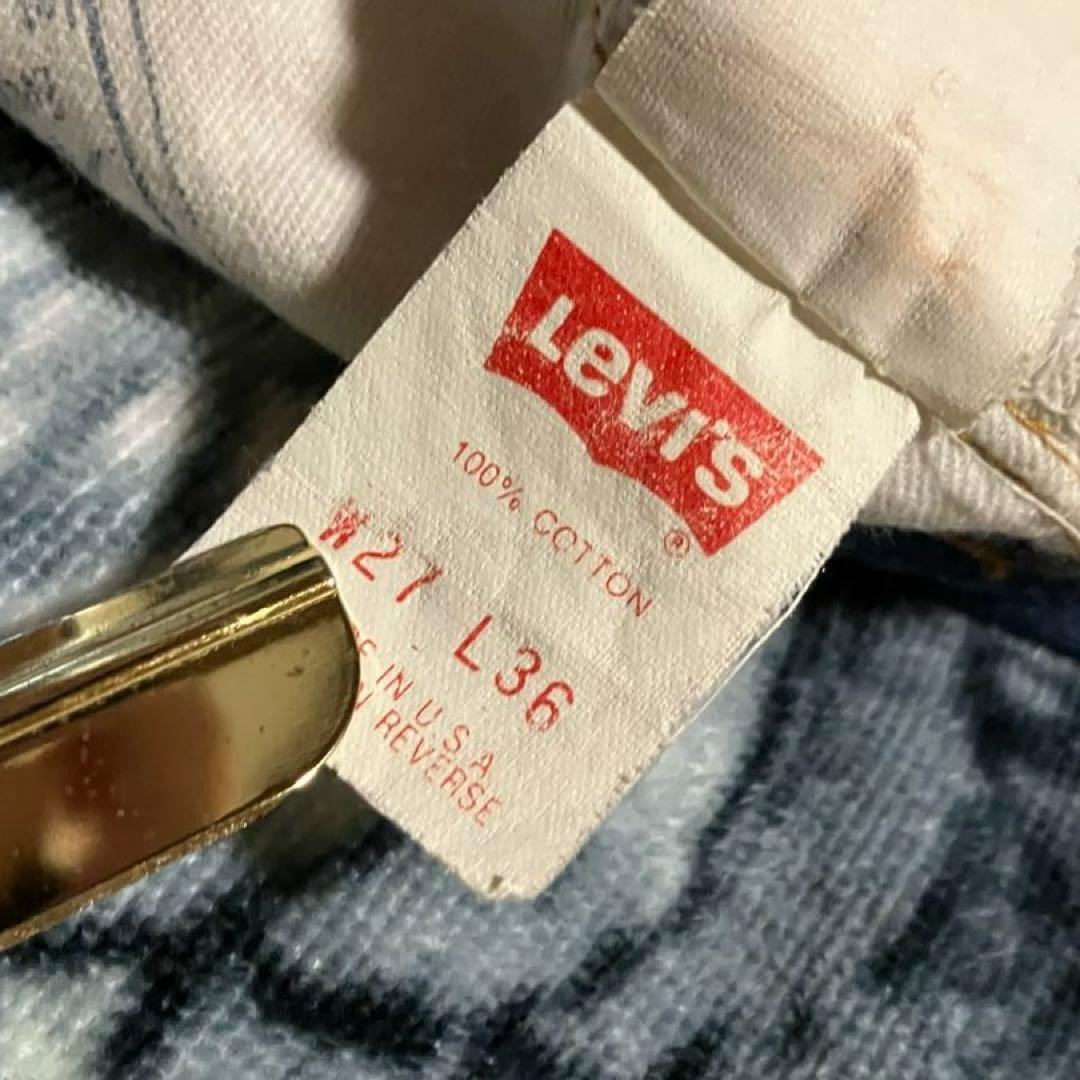 Levi's
®
100% COTTON
W27 L36
IN U.S.A.
REVERSE